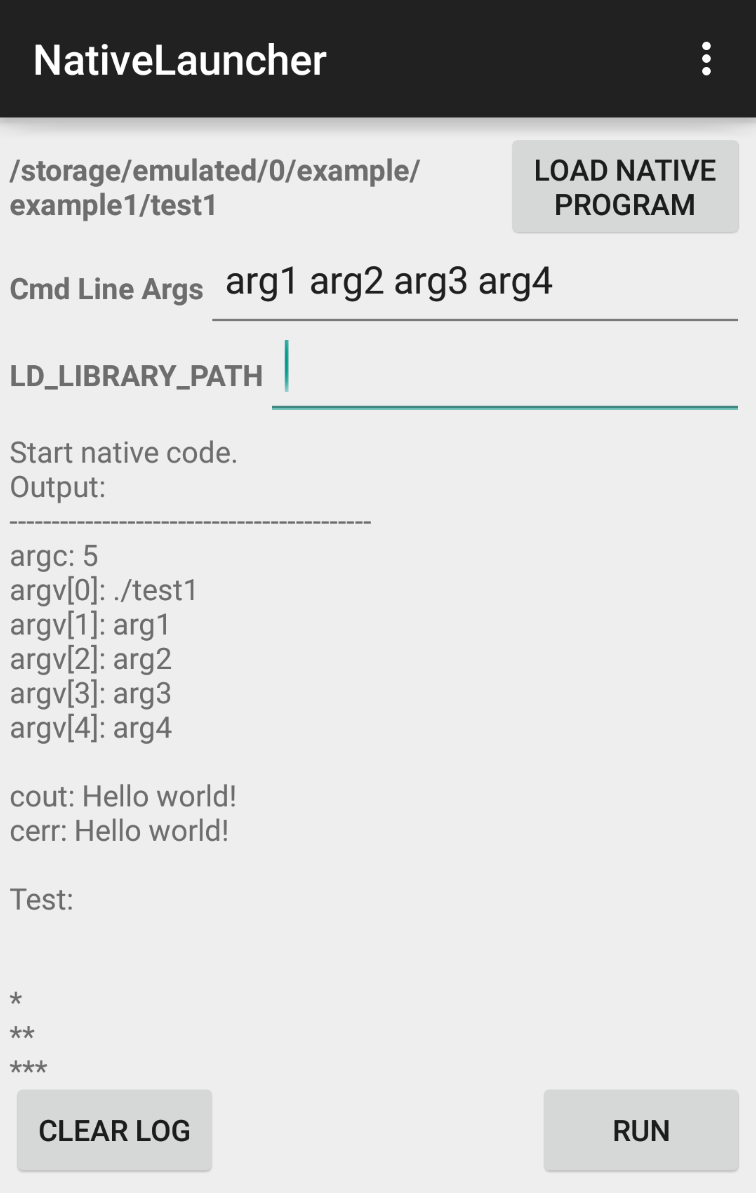 NativeLauncher
/storage/emulated/0/example/
example1/test1
LOAD NATIVE
PROGRAM
Cmd Line Args
arg1 arg2 arg3 arg4
LD_LIBRARY_PATH
Start native code.
Output:
-------------------------------------------
argc: 5
argv[0]: ./test1
argv[1]: arg1
argv[2]: arg2
argv[3]: arg3
argv[4]: arg4
cout: Hello world!
cerr: Hello world!
Test:
*
**
***
CLEAR LOG
RUN